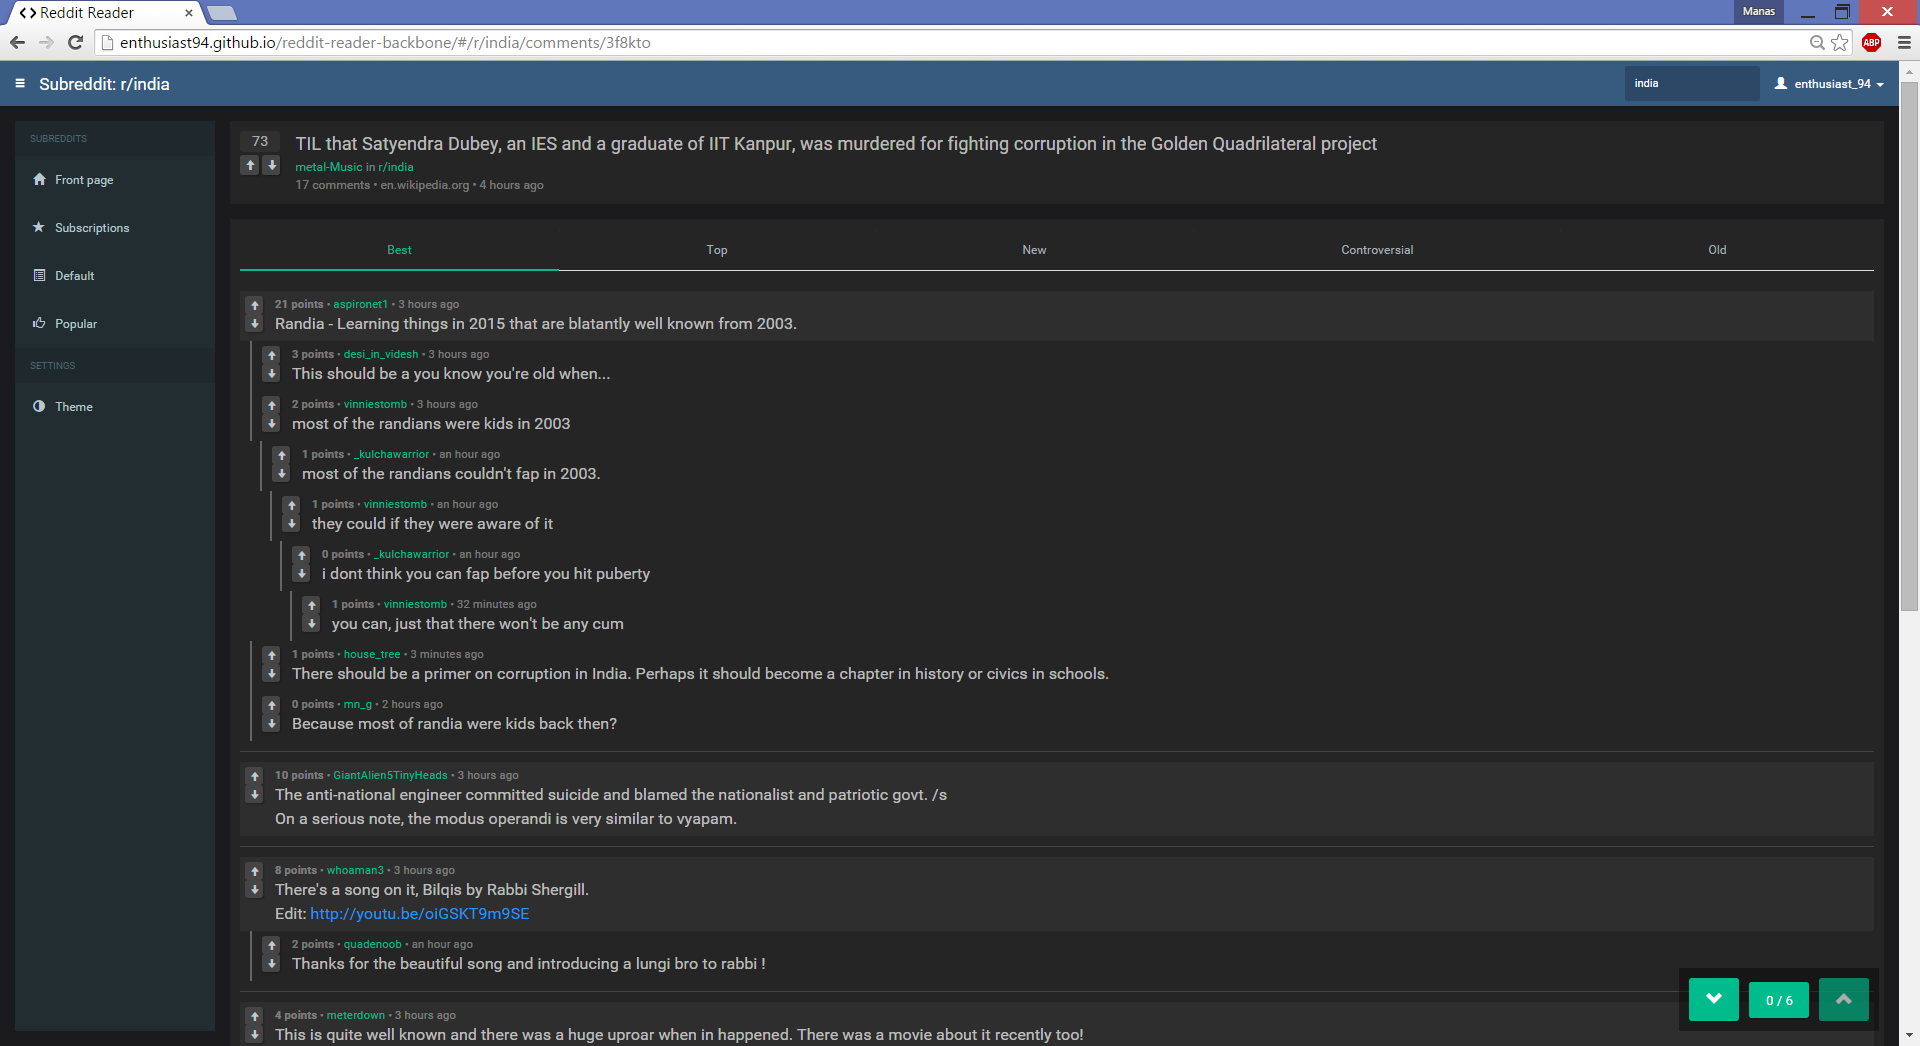 Reddit Reader
Manas
enthusiast94.github.io/reddit-reader-backbone/#/r/india/comments/3f8kto
ABP
Subreddit: r/india
india
enthusiast_94
SUBREDDITS
Front page
Subscriptions
Default
Popular
SETTINGS
Theme
73
TIL that Satyendra Dubey, an IES and a graduate of IIT Kanpur, was murdered for fighting corruption in the Golden Quadrilateral project
metal-Music in r/india
17 comments • en.wikipedia.org • 4 hours ago
Best Top New Controversial Old
21 points • aspironet1 • 3 hours ago
Randia - Learning things in 2015 that are blatantly well known from 2003.
3 points • desi_in_videsh • 3 hours ago
This should be a you know you're old when...
2 points • vinniestomb • 3 hours ago
most of the randians were kids in 2003
1 points • _kulchawarrior • an hour ago
most of the randians couldn't fap in 2003.
1 points • vinniestomb • an hour ago
they could if they were aware of it
0 points • _kulchawarrior • an hour ago
i dont think you can fap before you hit puberty
1 points • vinniestomb • 32 minutes ago
you can, just that there won't be any cum
1 points • house_tree • 3 minutes ago
There should be a primer on corruption in India. Perhaps it should become a chapter in history or civics in schools.
0 points • mn_g • 2 hours ago
Because most of randia were kids back then?
10 points • GiantAlien5TinyHeads • 3 hours ago
The anti-national engineer committed suicide and blamed the nationalist and patriotic govt. /s
On a serious note, the modus operandi is very similar to vyapam.
8 points • whoaman3 • 3 hours ago
There's a song on it, Bilqis by Rabbi Shergill.
Edit: http://youtu.be/oiGSKT9m9SE
2 points • quadenoob • an hour ago
Thanks for the beautiful song and introducing a lungi bro to rabbi !
4 points • meterdown • 3 hours ago
This is quite well known and there was a huge uproar when in happened. There was a movie about it recently too!
0 / 6